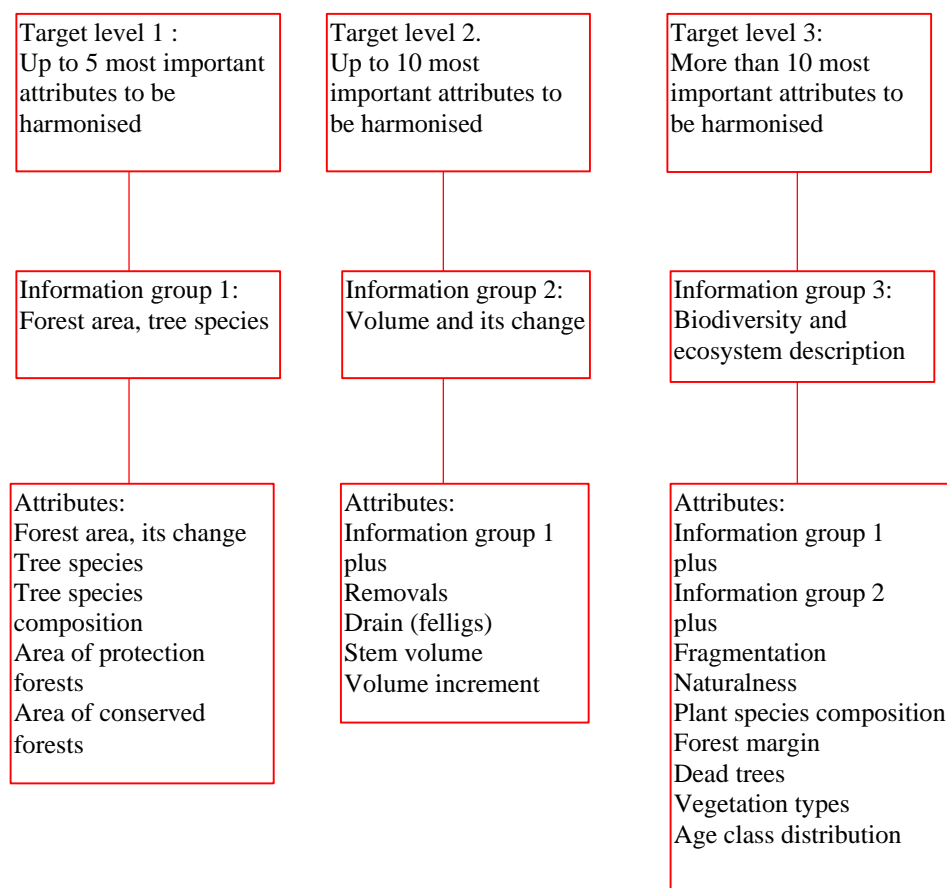 Target level 1 :
Up to 5 most important
attributes to be
harmonised
Target level 2.
Up to 10 most
important attributes to
be harmonised
Target level 3:
More than 10 most
important attributes to
be harmonised
Information group 1:
Forest area, tree species
Information group 2:
Volume and its change
Information group 3:
Biodiversity and
ecosystem description
Attributes:
Forest area, its change
Tree species
Tree species
composition
Area of protection
forests
Area of conserved
forests
Attributes:
Information group 1
plus
Removals
Drain (felligs)
Stem volume
Volume increment
Attributes:
Information group 1
plus
Information group 2
plus
Fragmentation
Naturalness
Plant species composition
Forest margin
Dead trees
Vegetation types
Age class distribution